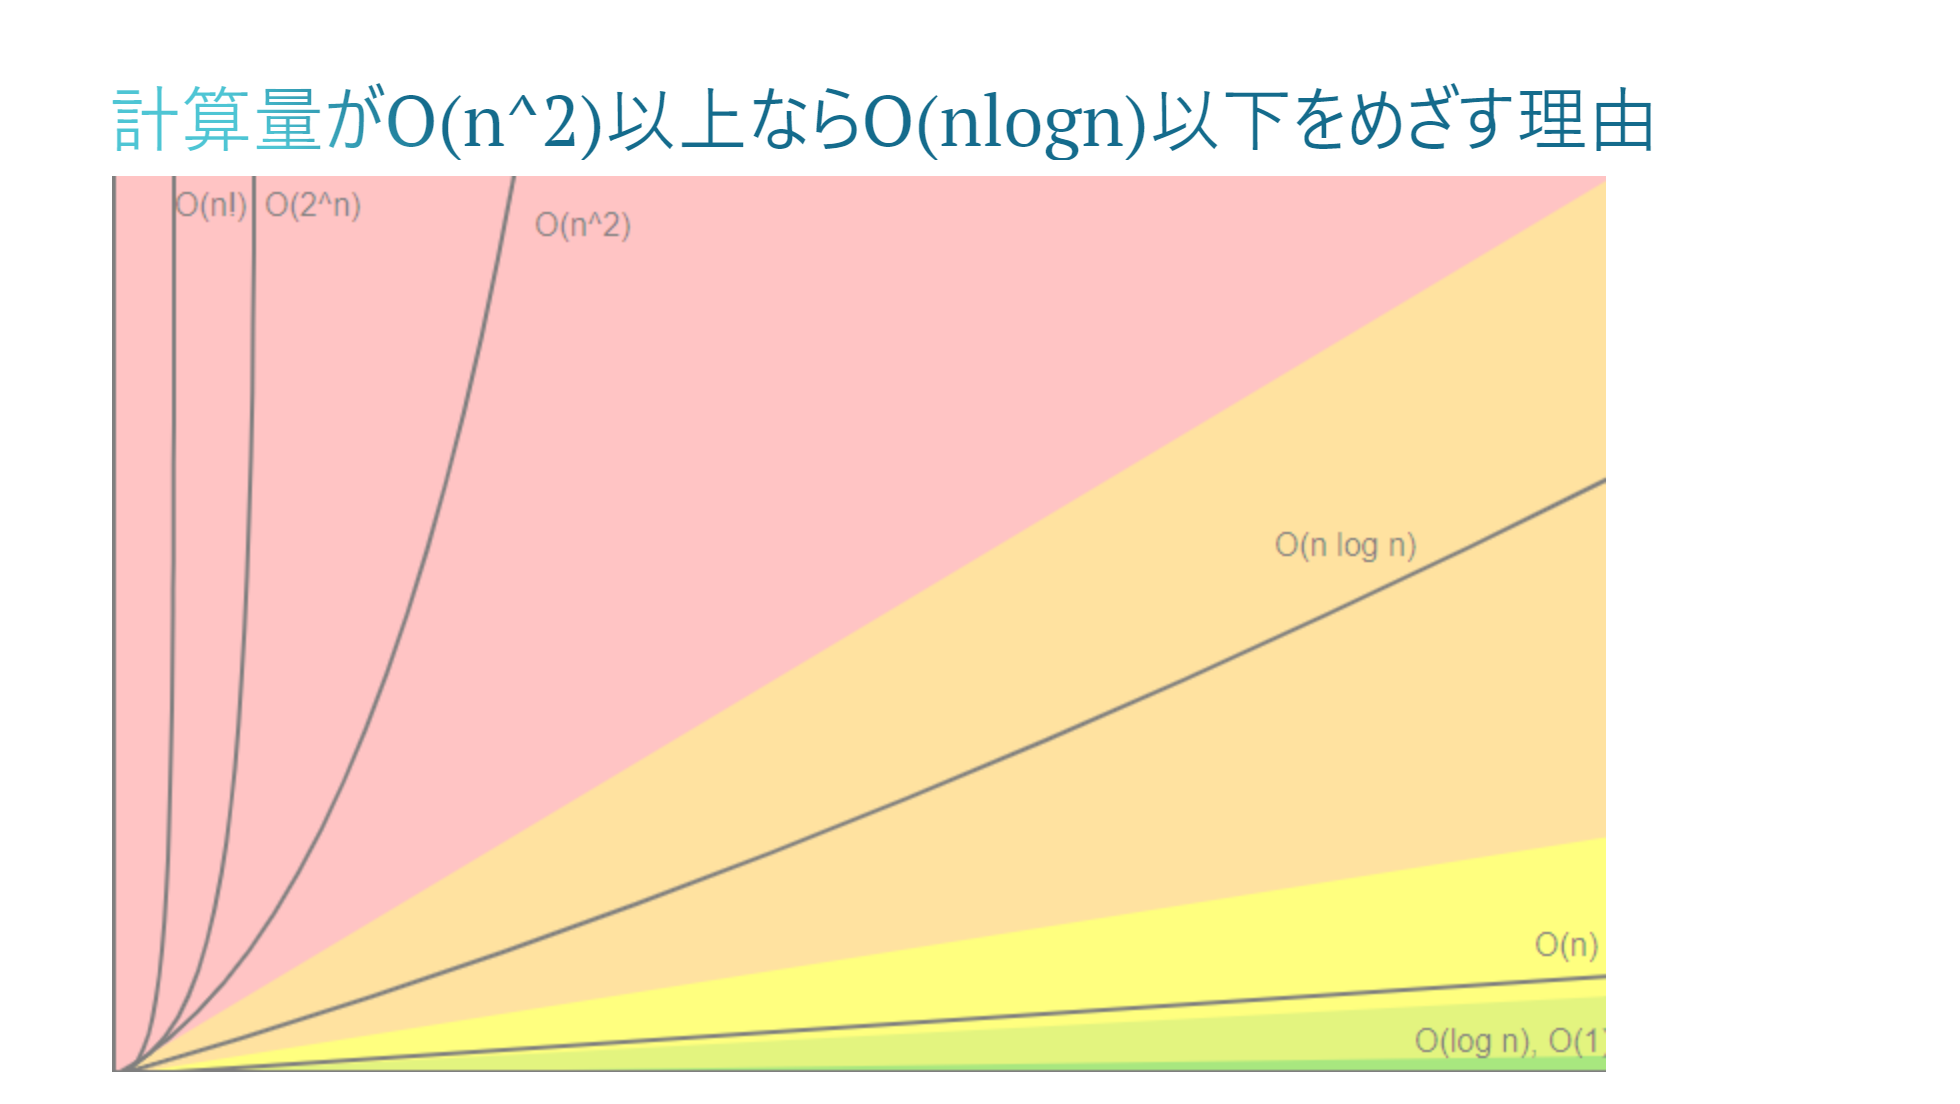 計算量がO(n^2)以上ならO(nlogn)以下をめざす理由
O(n!)
O(2^n)
O(n^2)
O(n log n)
O(n)
O(log n), O(1)